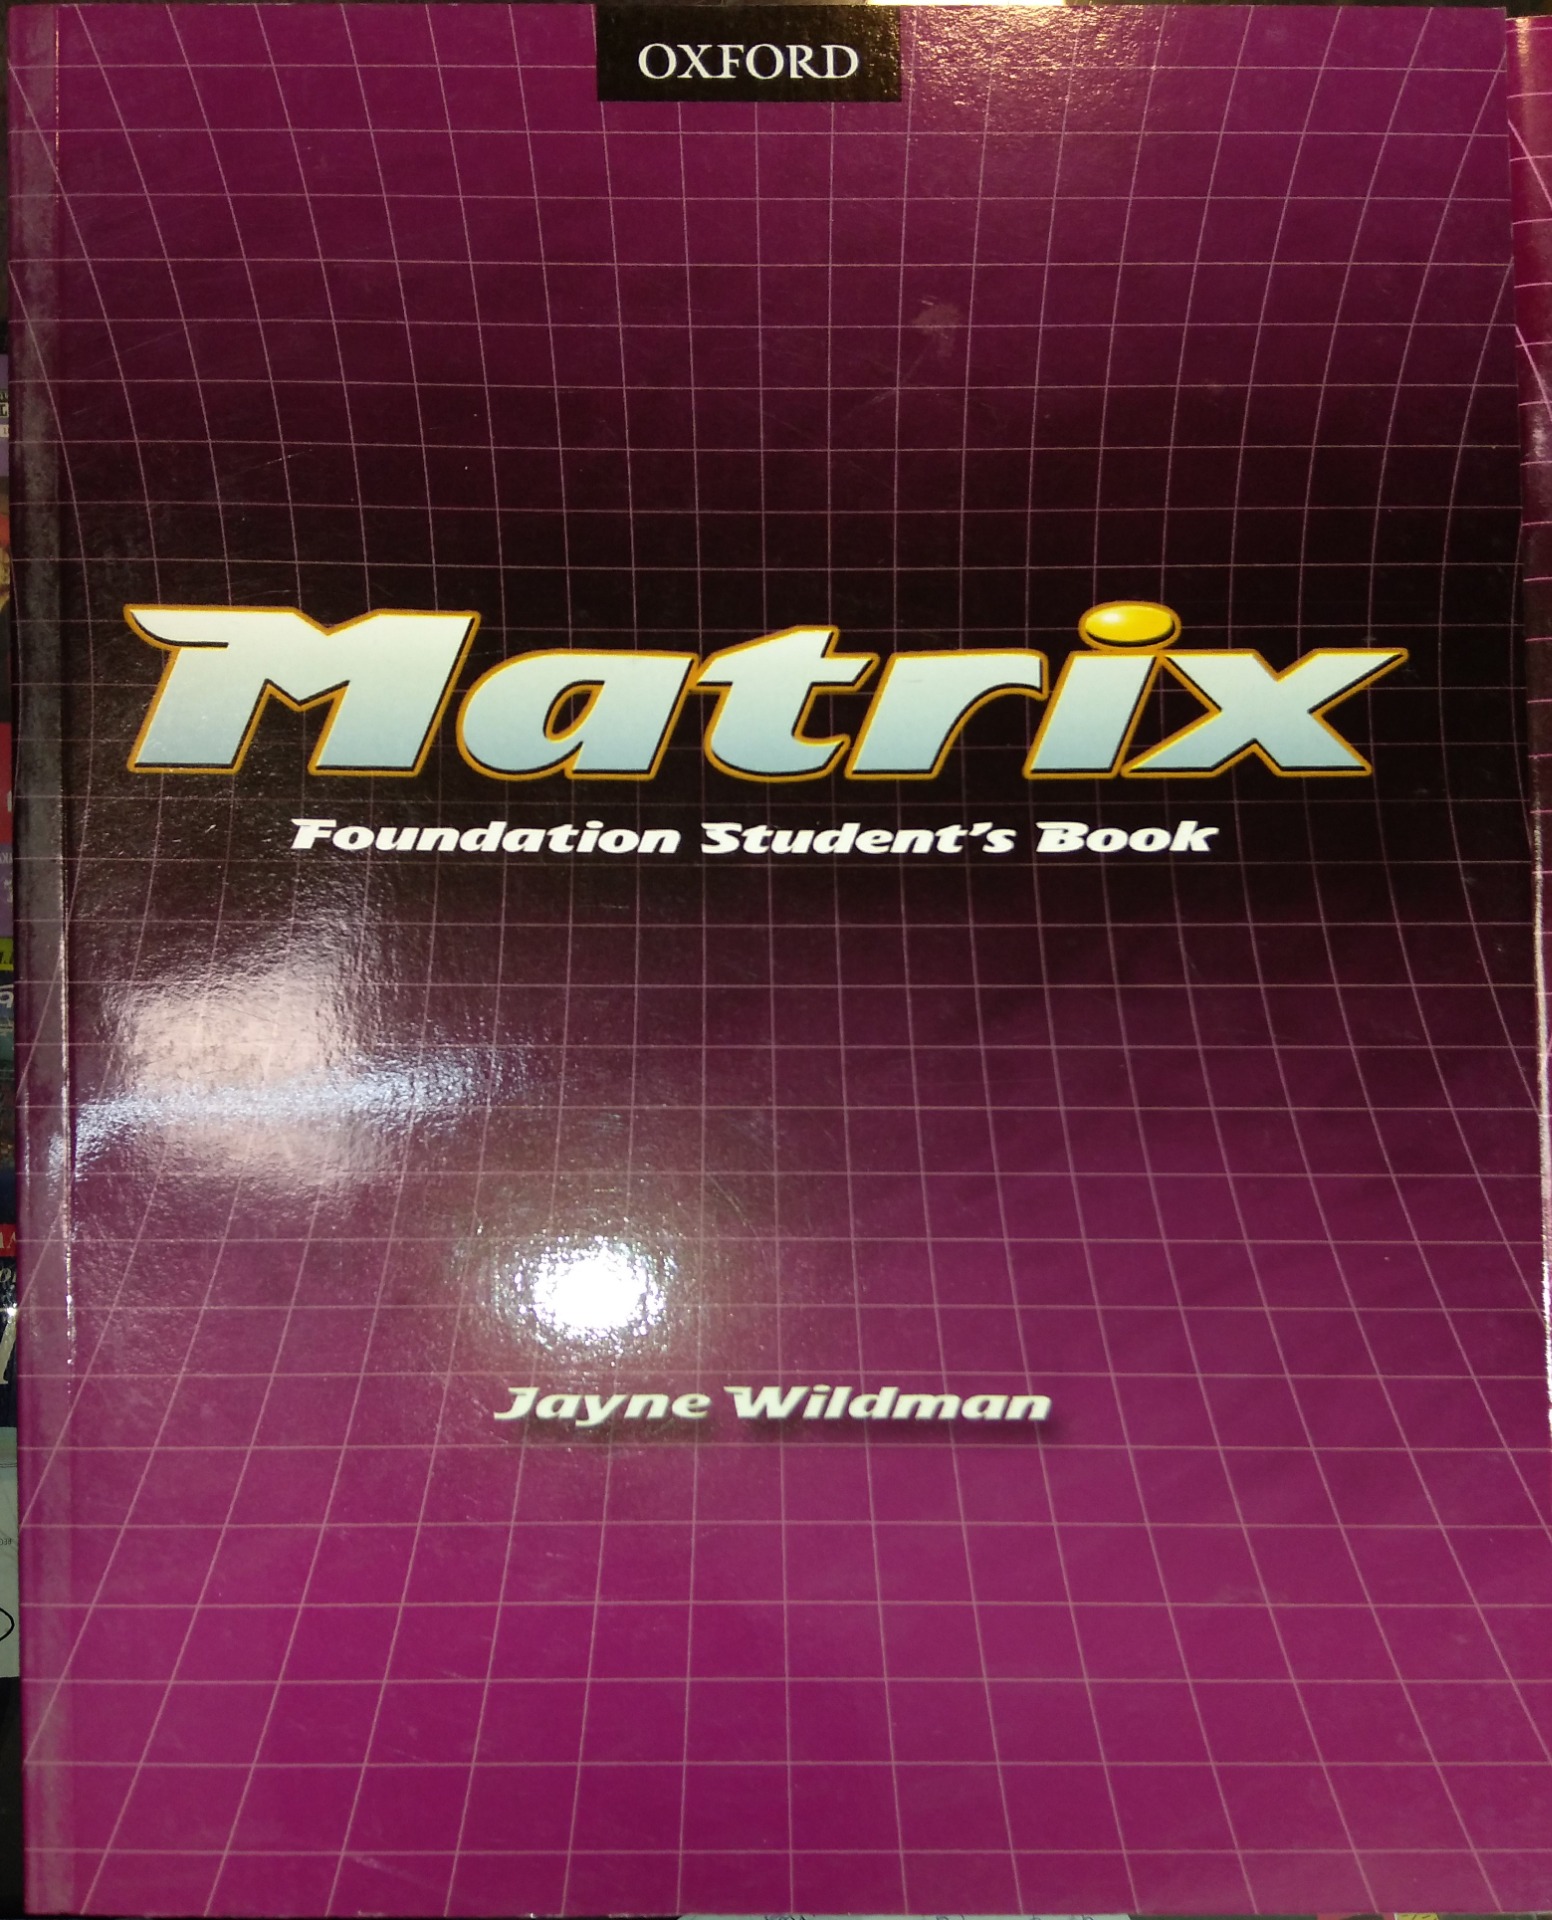 OXFORD
Matrix
Foundation Student's Book
Jayne Wildman